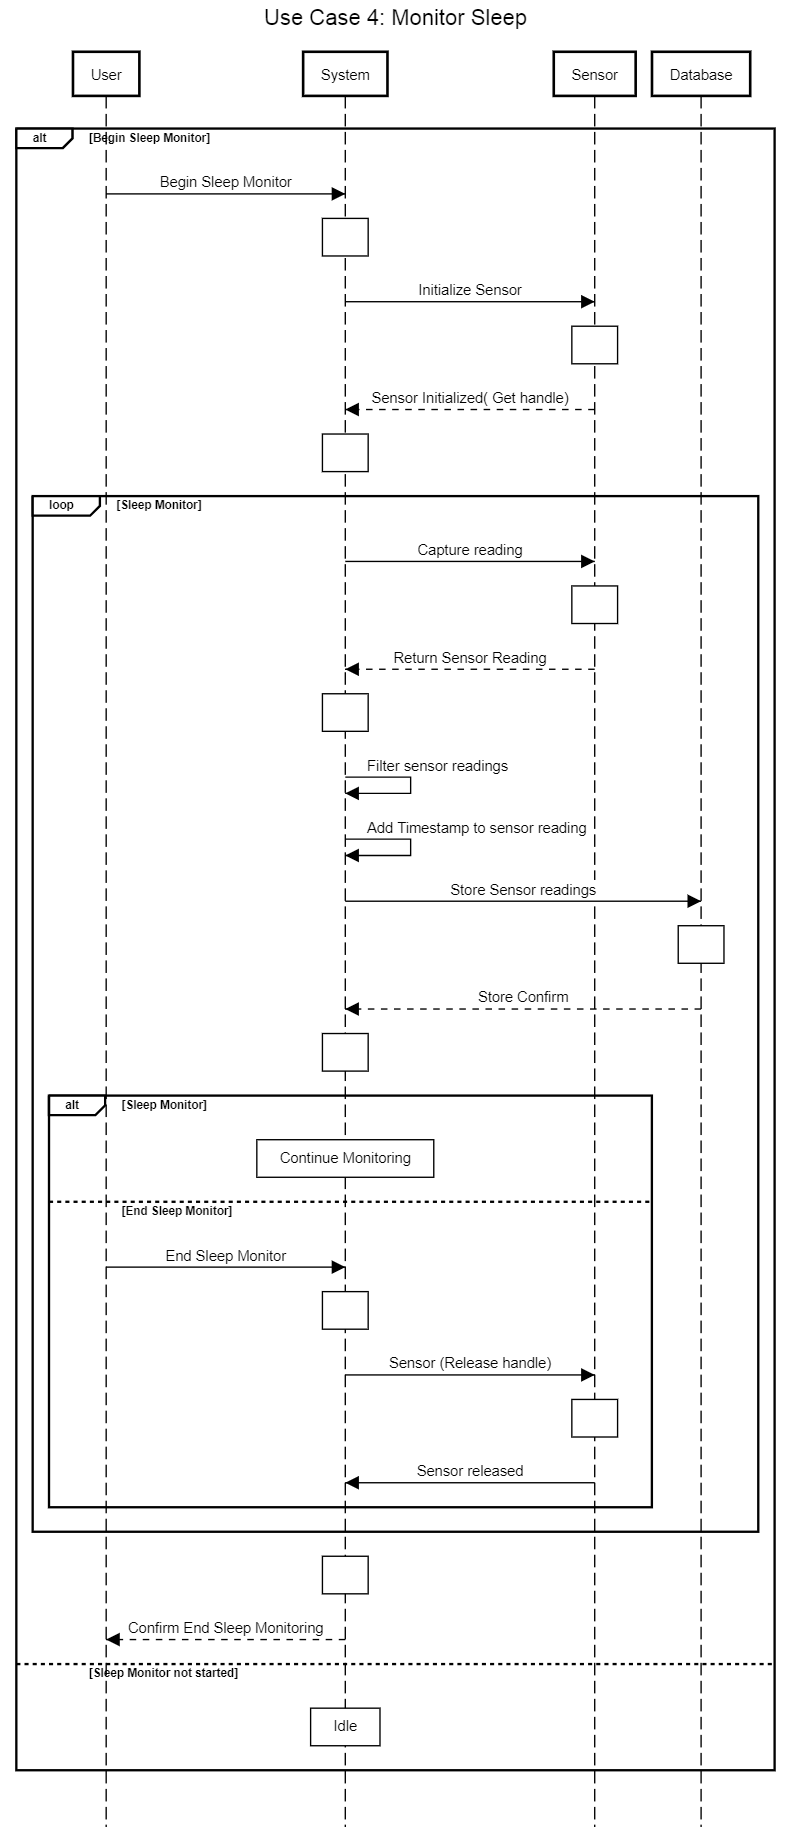 Use Case 4: Monitor Sleep
User
System
Sensor
Database
alt
[Begin Sleep Monitor]
Begin Sleep Monitor
Initialize Sensor
Sensor Initialized( Get handle)
loop
[Sleep Monitor]
Capture reading
Return Sensor Reading
Filter sensor readings
Add Timestamp to sensor reading
Store Sensor readings
Store Confirm
alt
[Sleep Monitor]
Continue Monitoring
[End Sleep Monitor]
End Sleep Monitor
Sensor (Release handle)
Sensor released
Confirm End Sleep Monitoring
[Sleep Monitor not started]
Idle